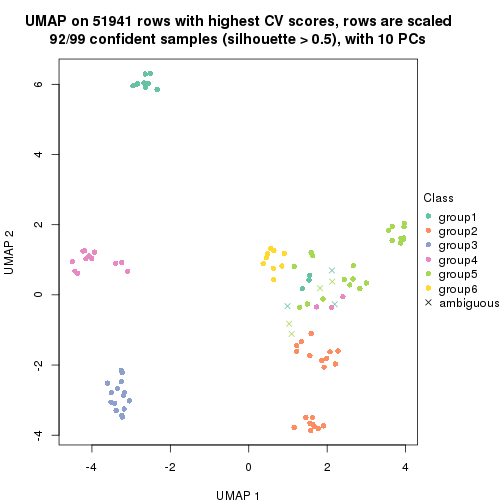 UMAP on 51941 rows with highest CV scores, rows are scaled
92/99 confident samples (silhouette > 0.5), with 10 PCs
6
4
2
0
-2
-4
UMAP 2
-4
-2
0
2
4
UMAP 1
Class
group1
group2
group3
group4
group5
group6
ambiguous